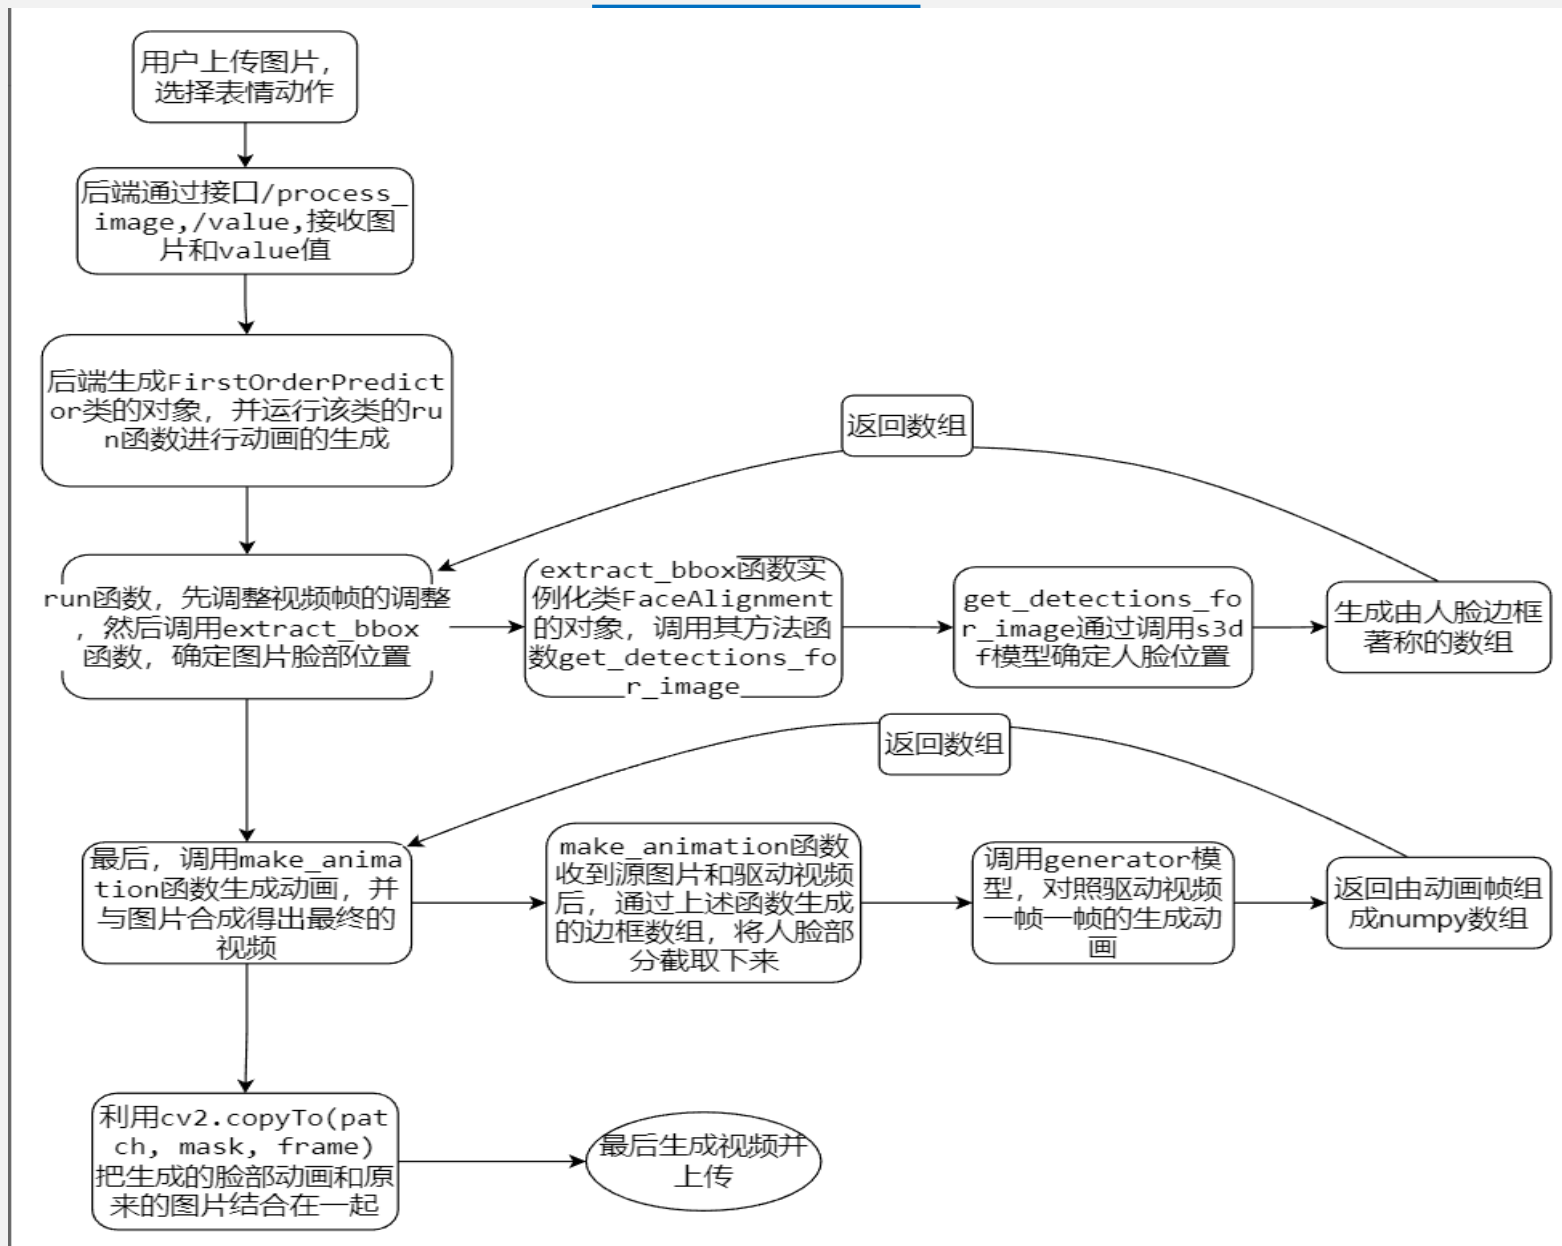 用户上传图片，
选择表情动作
后端通过接口/process_
image,/value,接收图
片和value值
后端生成FirstOrderPredict
or类的对象，并运行该类的ru
n函数进行动画的生成
返回数组
run函数，先调整视频帧的调整
，然后调用extract_bbox
函数，确定图片脸部位置
extract_bbox函数实
例化类FaceAlignment
的对象，调用其方法函
数get_detections_fo
r_image
get_detections_fo
r_image通过调用s3d
f模型确定人脸位置
生成由人脸边框
著称的数组
返回数组
最后，调用make_anima
tion函数生成动画，并
与图片合成得出最终的
视频
make_animation函数
收到源图片和驱动视频
后，通过上述函数生成
的边框数组，将人脸部
分截取下来
调用generator模
型，对照驱动视频
一帧一帧的生成动
画
返回由动画帧组
成numpy数组
利用cv2.copyTo(pat
ch, mask, frame)
把生成的脸部动画和原
来的图片结合在一起
最后生成视频并
上传